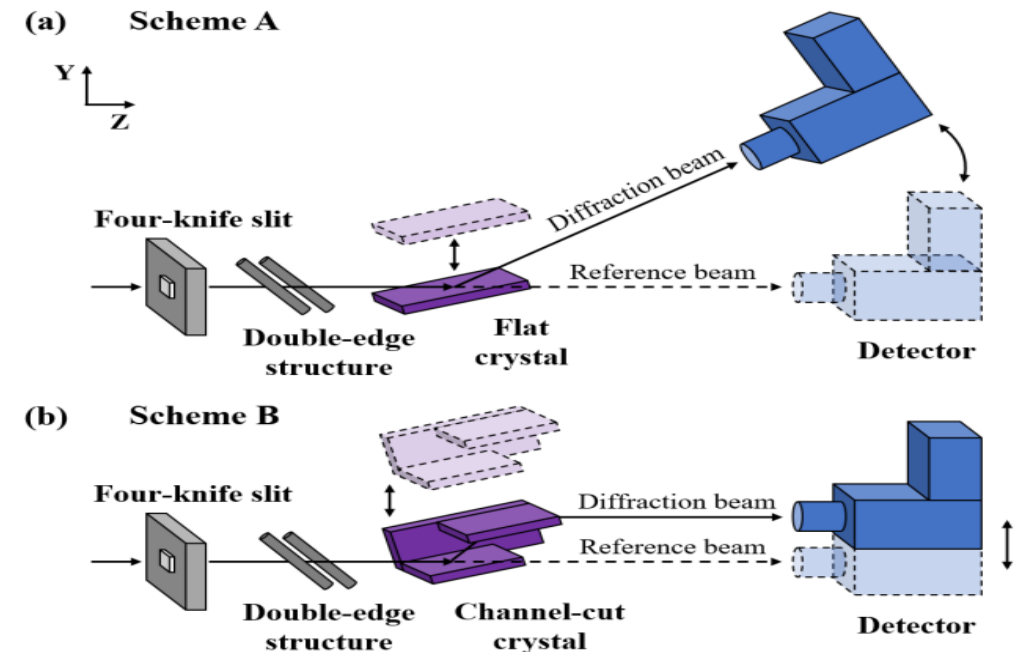 (a) Scheme A
Y
Z
Four-knife slit
Double-edge
structure
Flat
crystal
Diffraction beam
Reference beam
Detector
(b) Scheme B
Four-knife slit
Double-edge
structure
Channel-cut
crystal
Diffraction beam
Reference beam
Detector